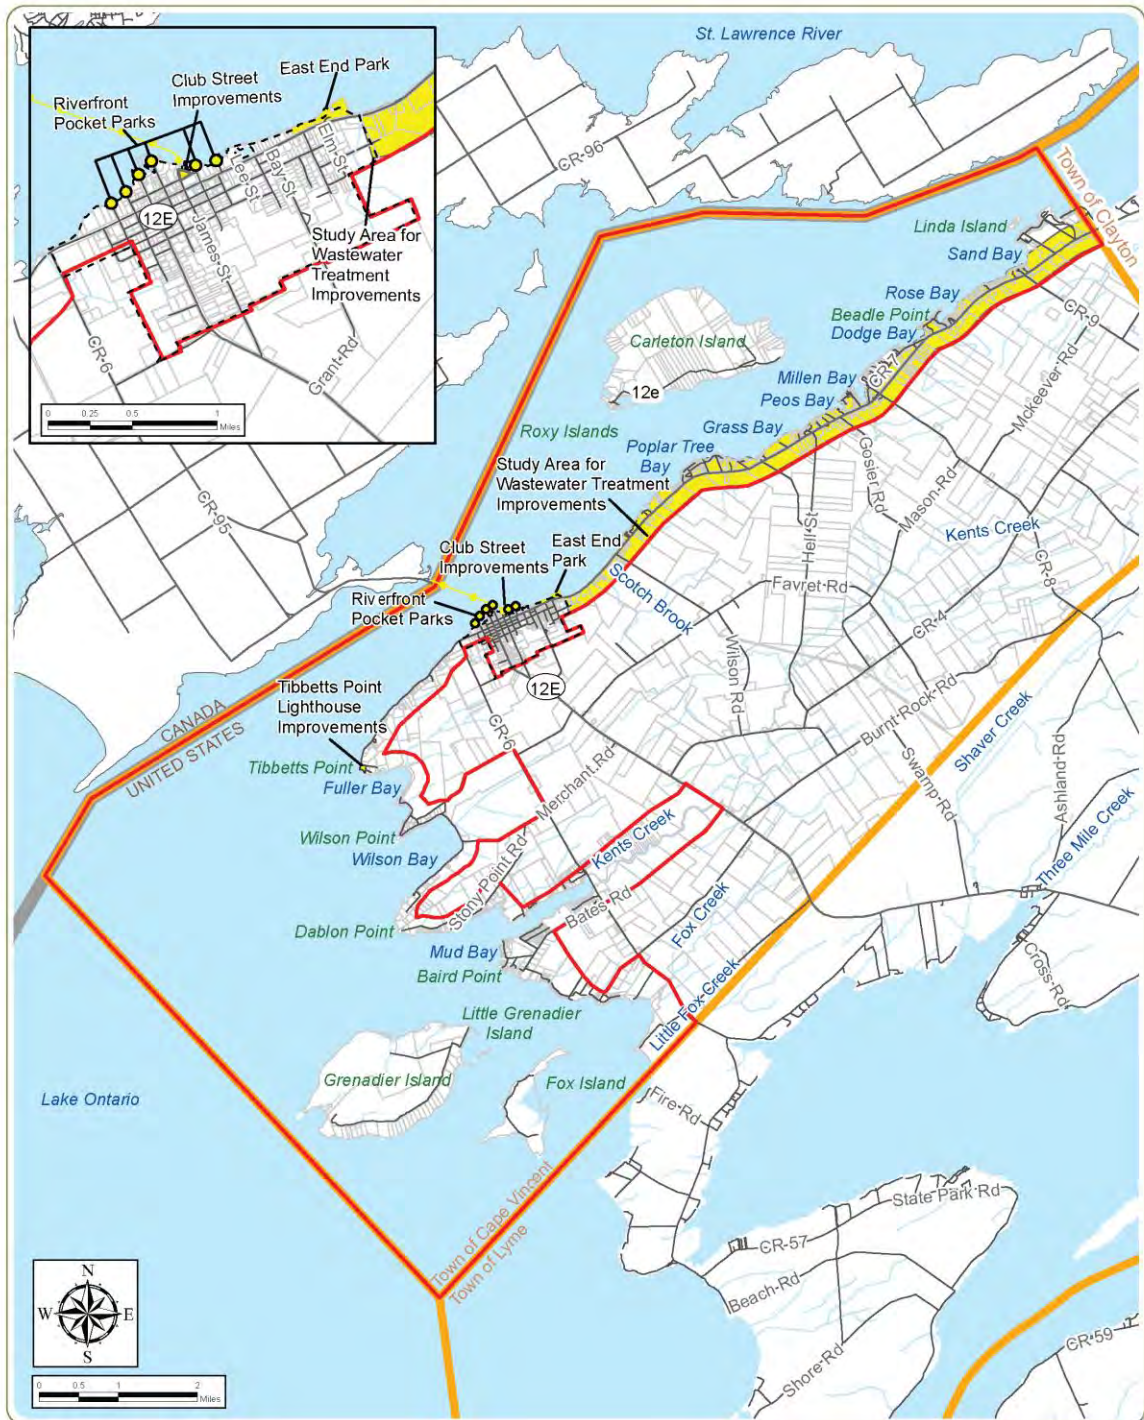 St. Lawrence River
East End Park
Club Street
Improvements
Riverfront
Pocket Parks
Elm-St
Bay-St
Lee-St
12E
James-St
Study Area for
Wastewater
Treatment
Improvements
CR-6
Grant-Rd
0 0.25 0.5 1
Miles
CR-96
Town of Clayton
Linda Island
Sand Bay
Rose Bay
CR-9
Beadle Point
Dodge Bay
Carleton Island
CR-7
Mckeever Rd
Millen Bay
12e
Peos Bay
Roxy Islands
Grass Bay
Poplar Tree
Bay
Gosier Rd
Study Area for
Wastewater Treatment
Improvements
Mason-Rd
CR-95
Hell-St
Kents Creek
Club Street
Improvements
East End
Park
CR-8
Favret-Rd
Scotch Brook
Riverfront
Pocket Parks
CR-4
Wilson Rd
12E
Tibbetts Point
Lighthouse
Improvements
CANADA
UNITED STATES
CR-6
Burnt-Rock-Rd
Shaver Creek
Merchant Rd
Swamp-Rd
Ashland-Rd
Tibbetts Point
Fuller Bay
Wilson Point
Wilson Bay
Kents Creek
Three Mile Creek
Stony Point Rd
Bates-Rd
Fox Creek
Dablon Point
Mud Bay
Baird Point
Cross-Rd
Little Fox-Creek
Little Grenadier
Island
Grenadier Island
Fox Island
Lake Ontario
Fire-Rd
State Park Rd
Town of Cape Vincent
Town of Lyme
CR-57
Beach-Rd
N
W E
S
CR-59
Shore-Rd
0 0.5 1 2
Miles